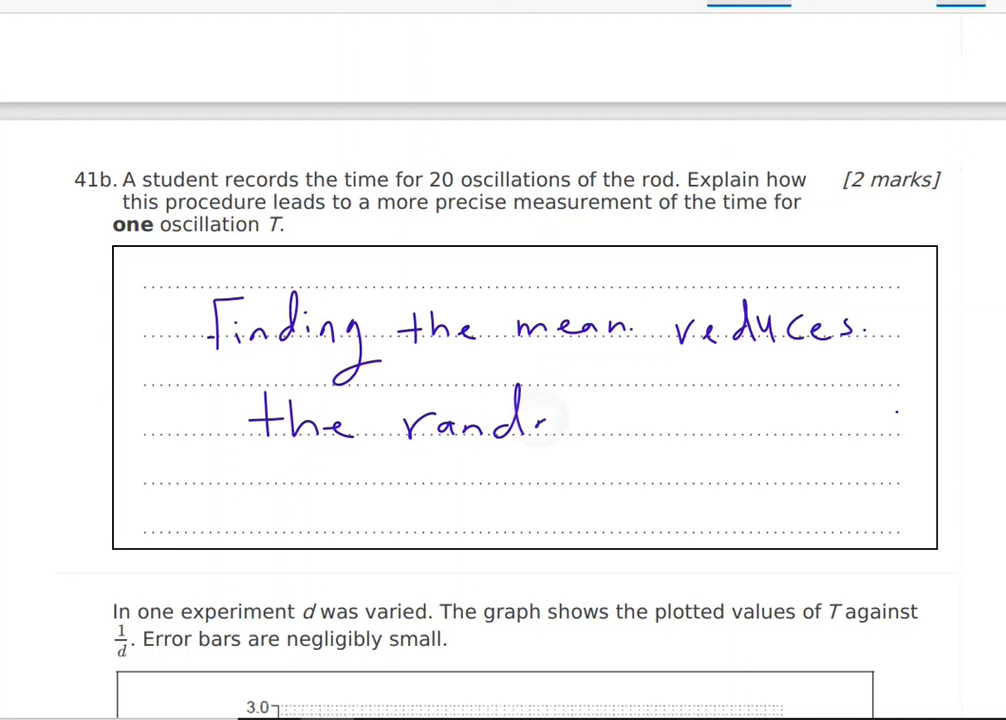 41b. A student records the time for 20 oscillations of the rod. Explain how [2 marks]
this procedure leads to a more precise measurement of the time for
one oscillation T.
Finding the mean reduces
the rand
In one experiment d was varied. The graph shows the plotted values of T against
1/d. Error bars are negligibly small.
3.0